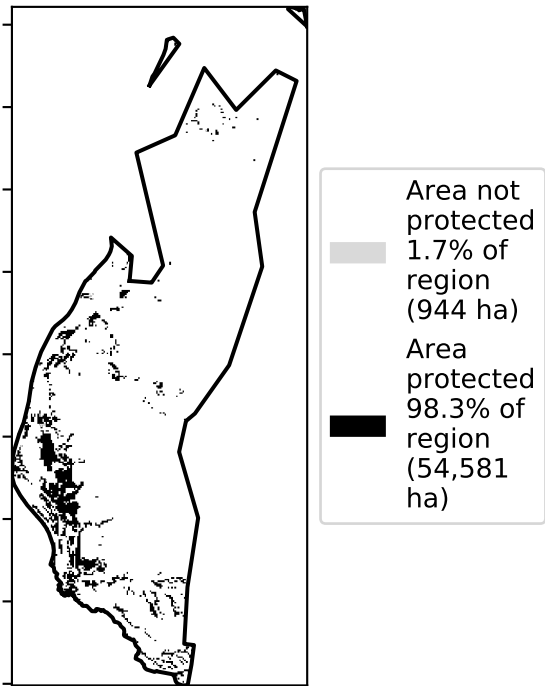 Area not
protected
1.7% of
region
(944 ha)
Area
protected
98.3% of
region
(54,581
ha)